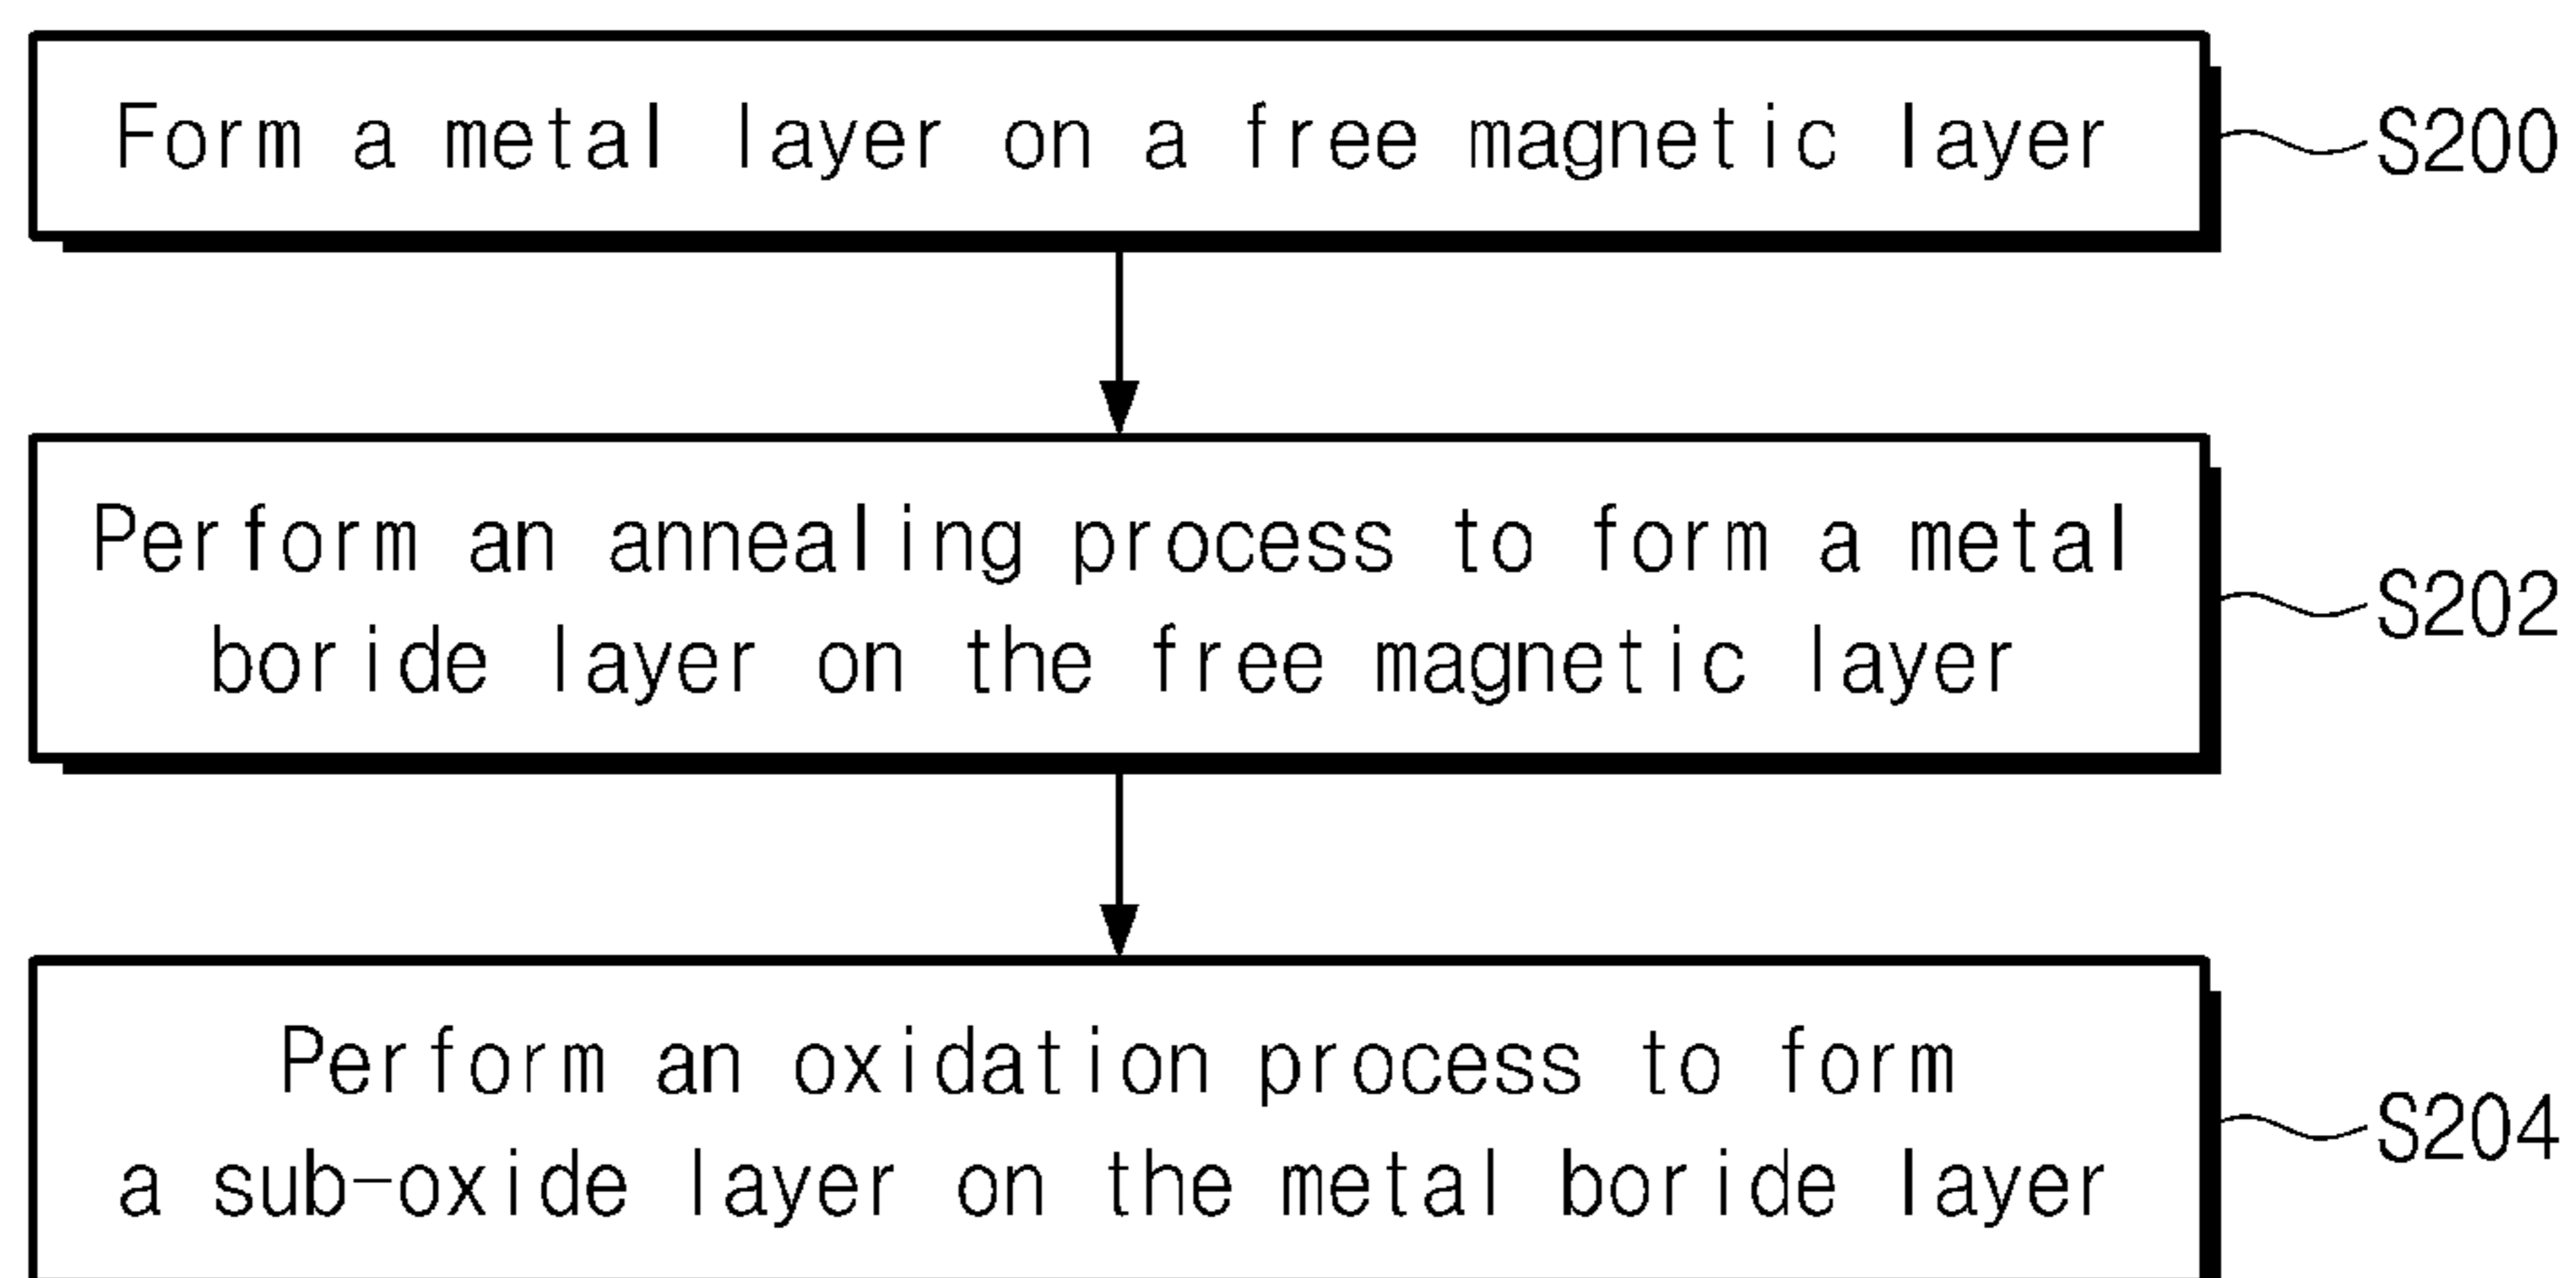 Form a metal layer on a free magnetic layer
S200
Perform an annealing process to form a metal
boride layer on the free magnetic layer
S202
Perform an oxidation process to form
a sub-oxide layer on the metal boride layer
S204